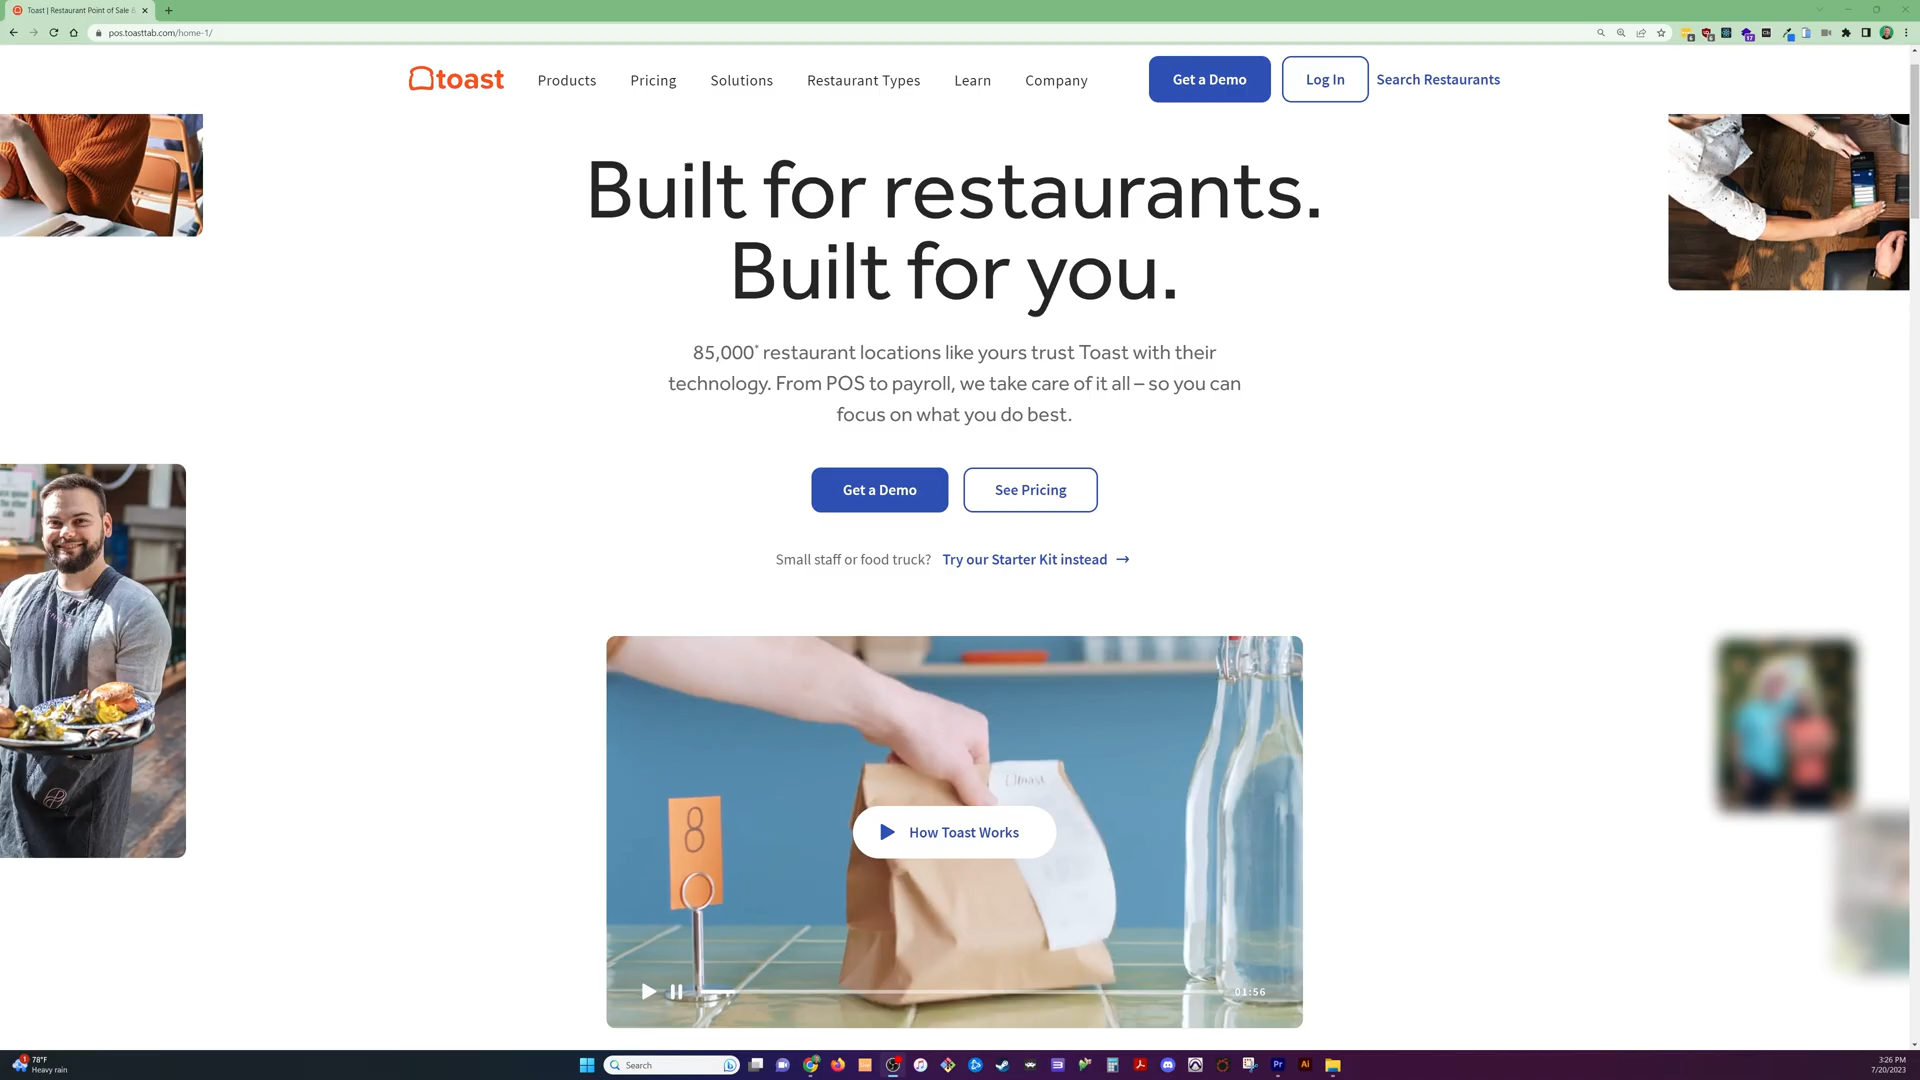 Toast | Restaurant Point of Sale &
pos.toasttab.com/home-1/
toast
Products
Pricing
Solutions
Restaurant Types
Learn
Company
Get a Demo
Log In
Search Restaurants
Built for restaurants.
Built for you.
85,000* restaurant locations like yours trust Toast with their
technology. From POS to payroll, we take care of it all – so you can
focus on what you do best.
Get a Demo
See Pricing
Small staff or food truck? Try our Starter Kit instead →
8
How Toast Works
01:56
1
78°F
Heavy rain
Search
Pr
Ai
3:26 PM
7/20/2023